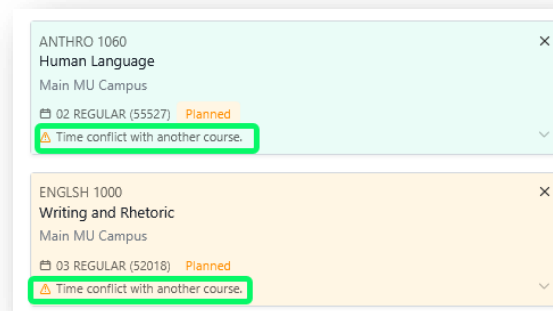 ANTHRO 1060
Human Language
Main MU Campus
02 REGULAR (55527) Planned
Time conflict with another course.
ENGLSH 1000
Writing and Rhetoric
Main MU Campus
03 REGULAR (52018) Planned
Time conflict with another course.